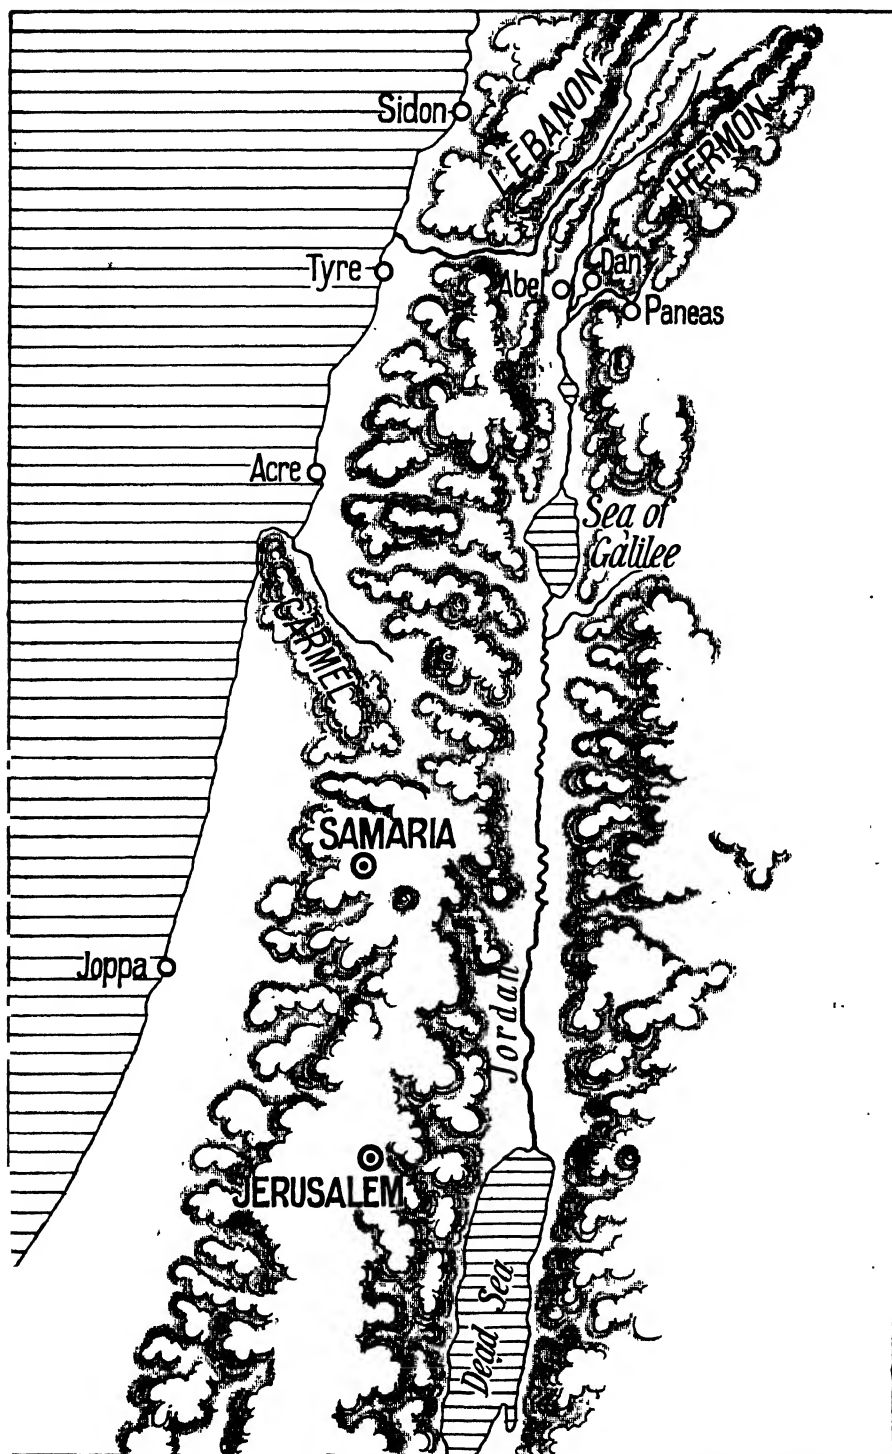 Sidon
LEBANON
HERMON
Tyre
Abel
Dan
Paneas
Acre
Sea of
Galilee
CARMEL
SAMARIA
Joppa
Jordan
JERUSALEM
Dead Sea